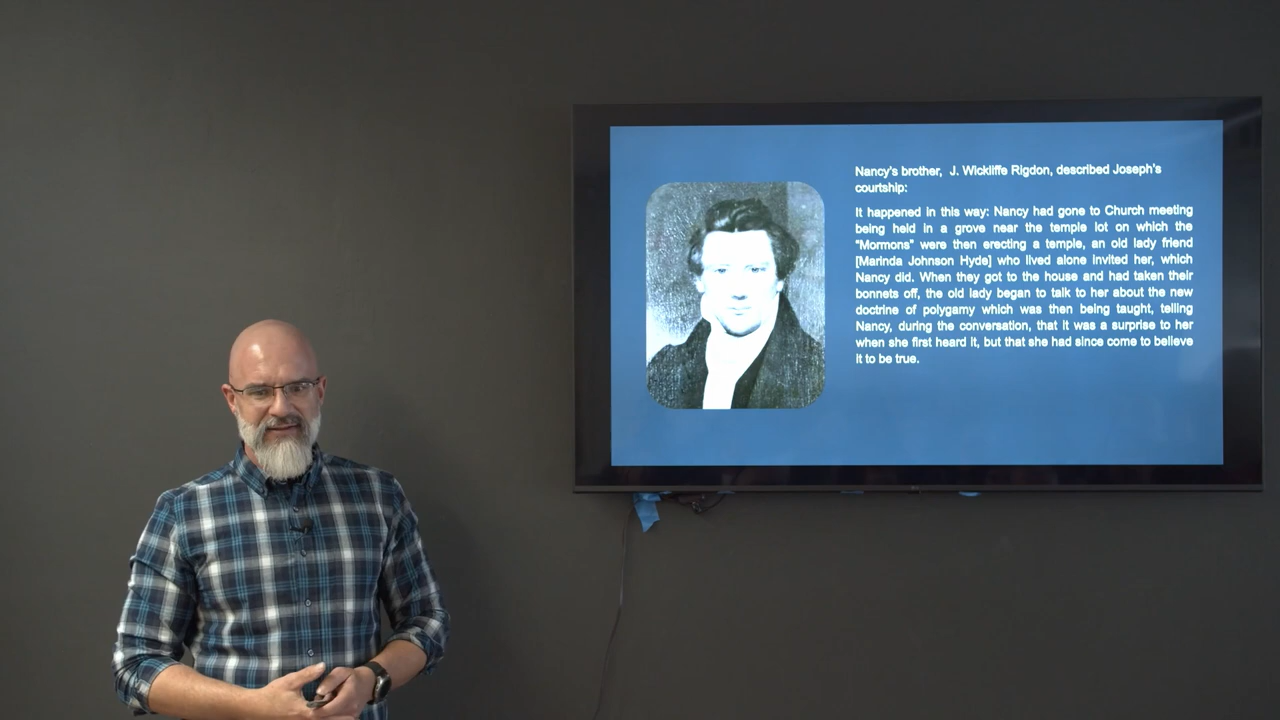 Nancy's brother, J. Wickliffe Rigdon, described Joseph's
courtship:
It happened in this way: Nancy had gone to Church meeting
being held in a grove near the temple lot on which the
"Mormons" were then erecting a temple, an old lady friend
[Marinda Johnson Hyde] who lived alone invited her, which
Nancy did. When they got to the house and had taken their
bonnets off, the old lady began to talk to her about the new
doctrine of polygamy which was then being taught, telling
Nancy, during the conversation, that it was a surprise to her
when she first heard it, but that she had since come to believe
it to be true.